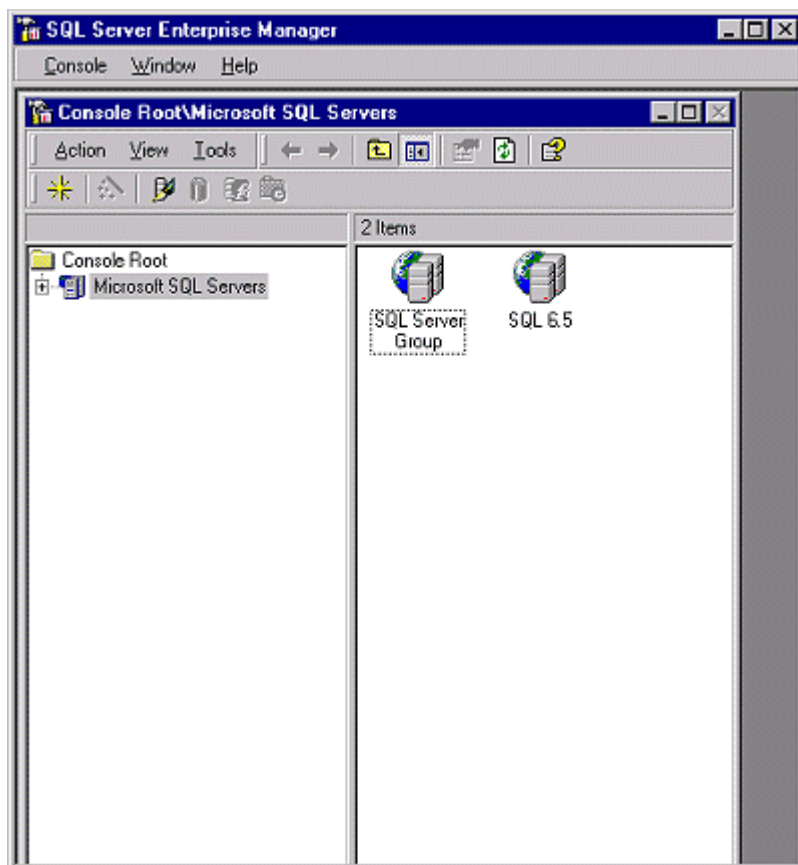 SQL Server Enterprise Manager
Console Window Help
Console Root\Microsoft SQL Servers
Action View Tools
2 Items
Console Root
Microsoft SQL Servers
SQL Server
Group
SQL 6.5